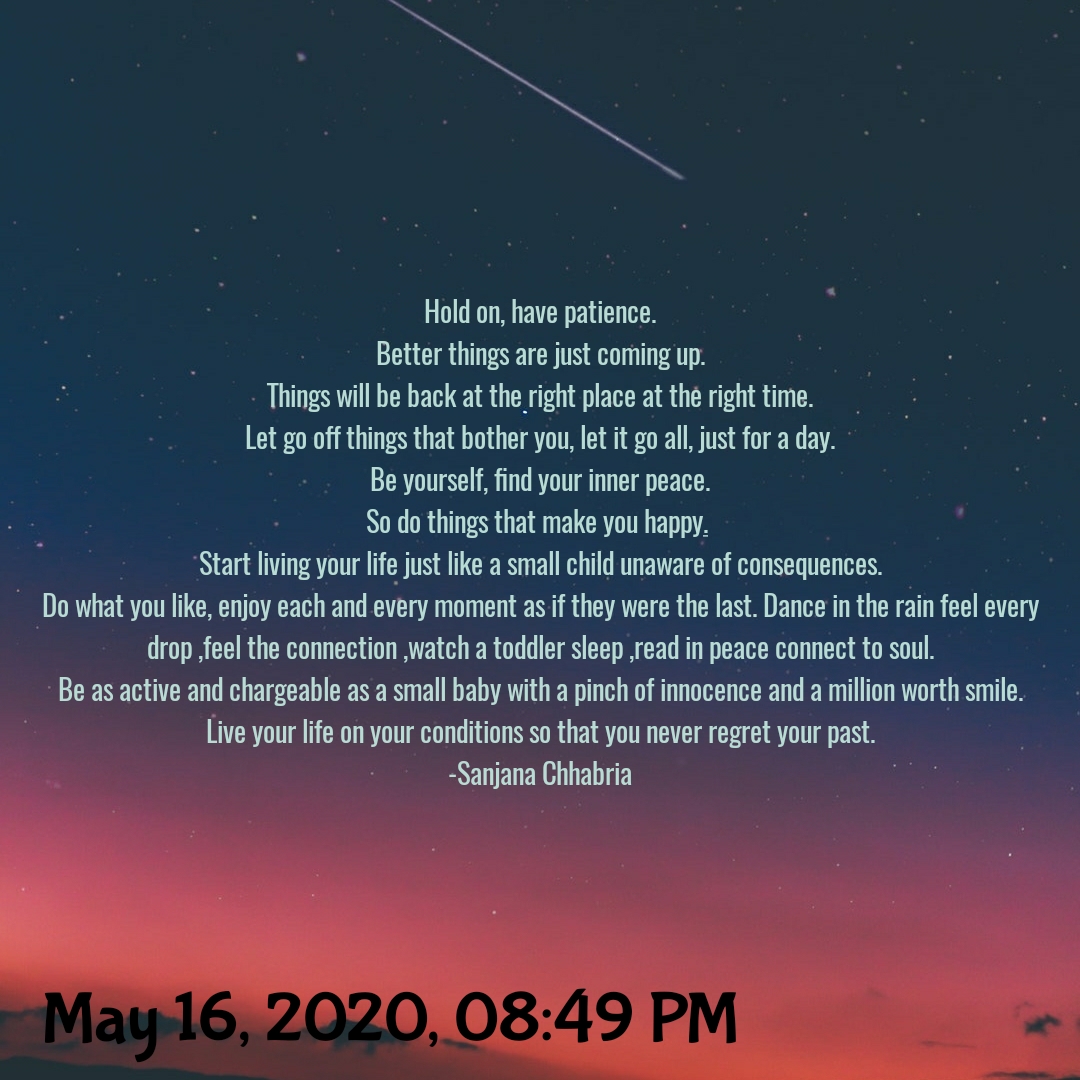 Hold on, have patience.
Better things are just coming up.
Things will be back at the right place at the right time.
Let go off things that bother you, let it go all, just for a day.
Be yourself, find your inner peace.
So do things that make you happy.
Start living your life just like a small child unaware of consequences.
Do what you like, enjoy each and every moment as if they were the last. Dance in the rain feel every
drop ,feel the connection ,watch a toddler sleep ,read in peace connect to soul.
Be as active and chargeable as a small baby with a pinch of innocence and a million worth smile.
Live your life on your conditions so that you never regret your past.
-Sanjana Chhabria
May 16, 2020, 08:49 PM